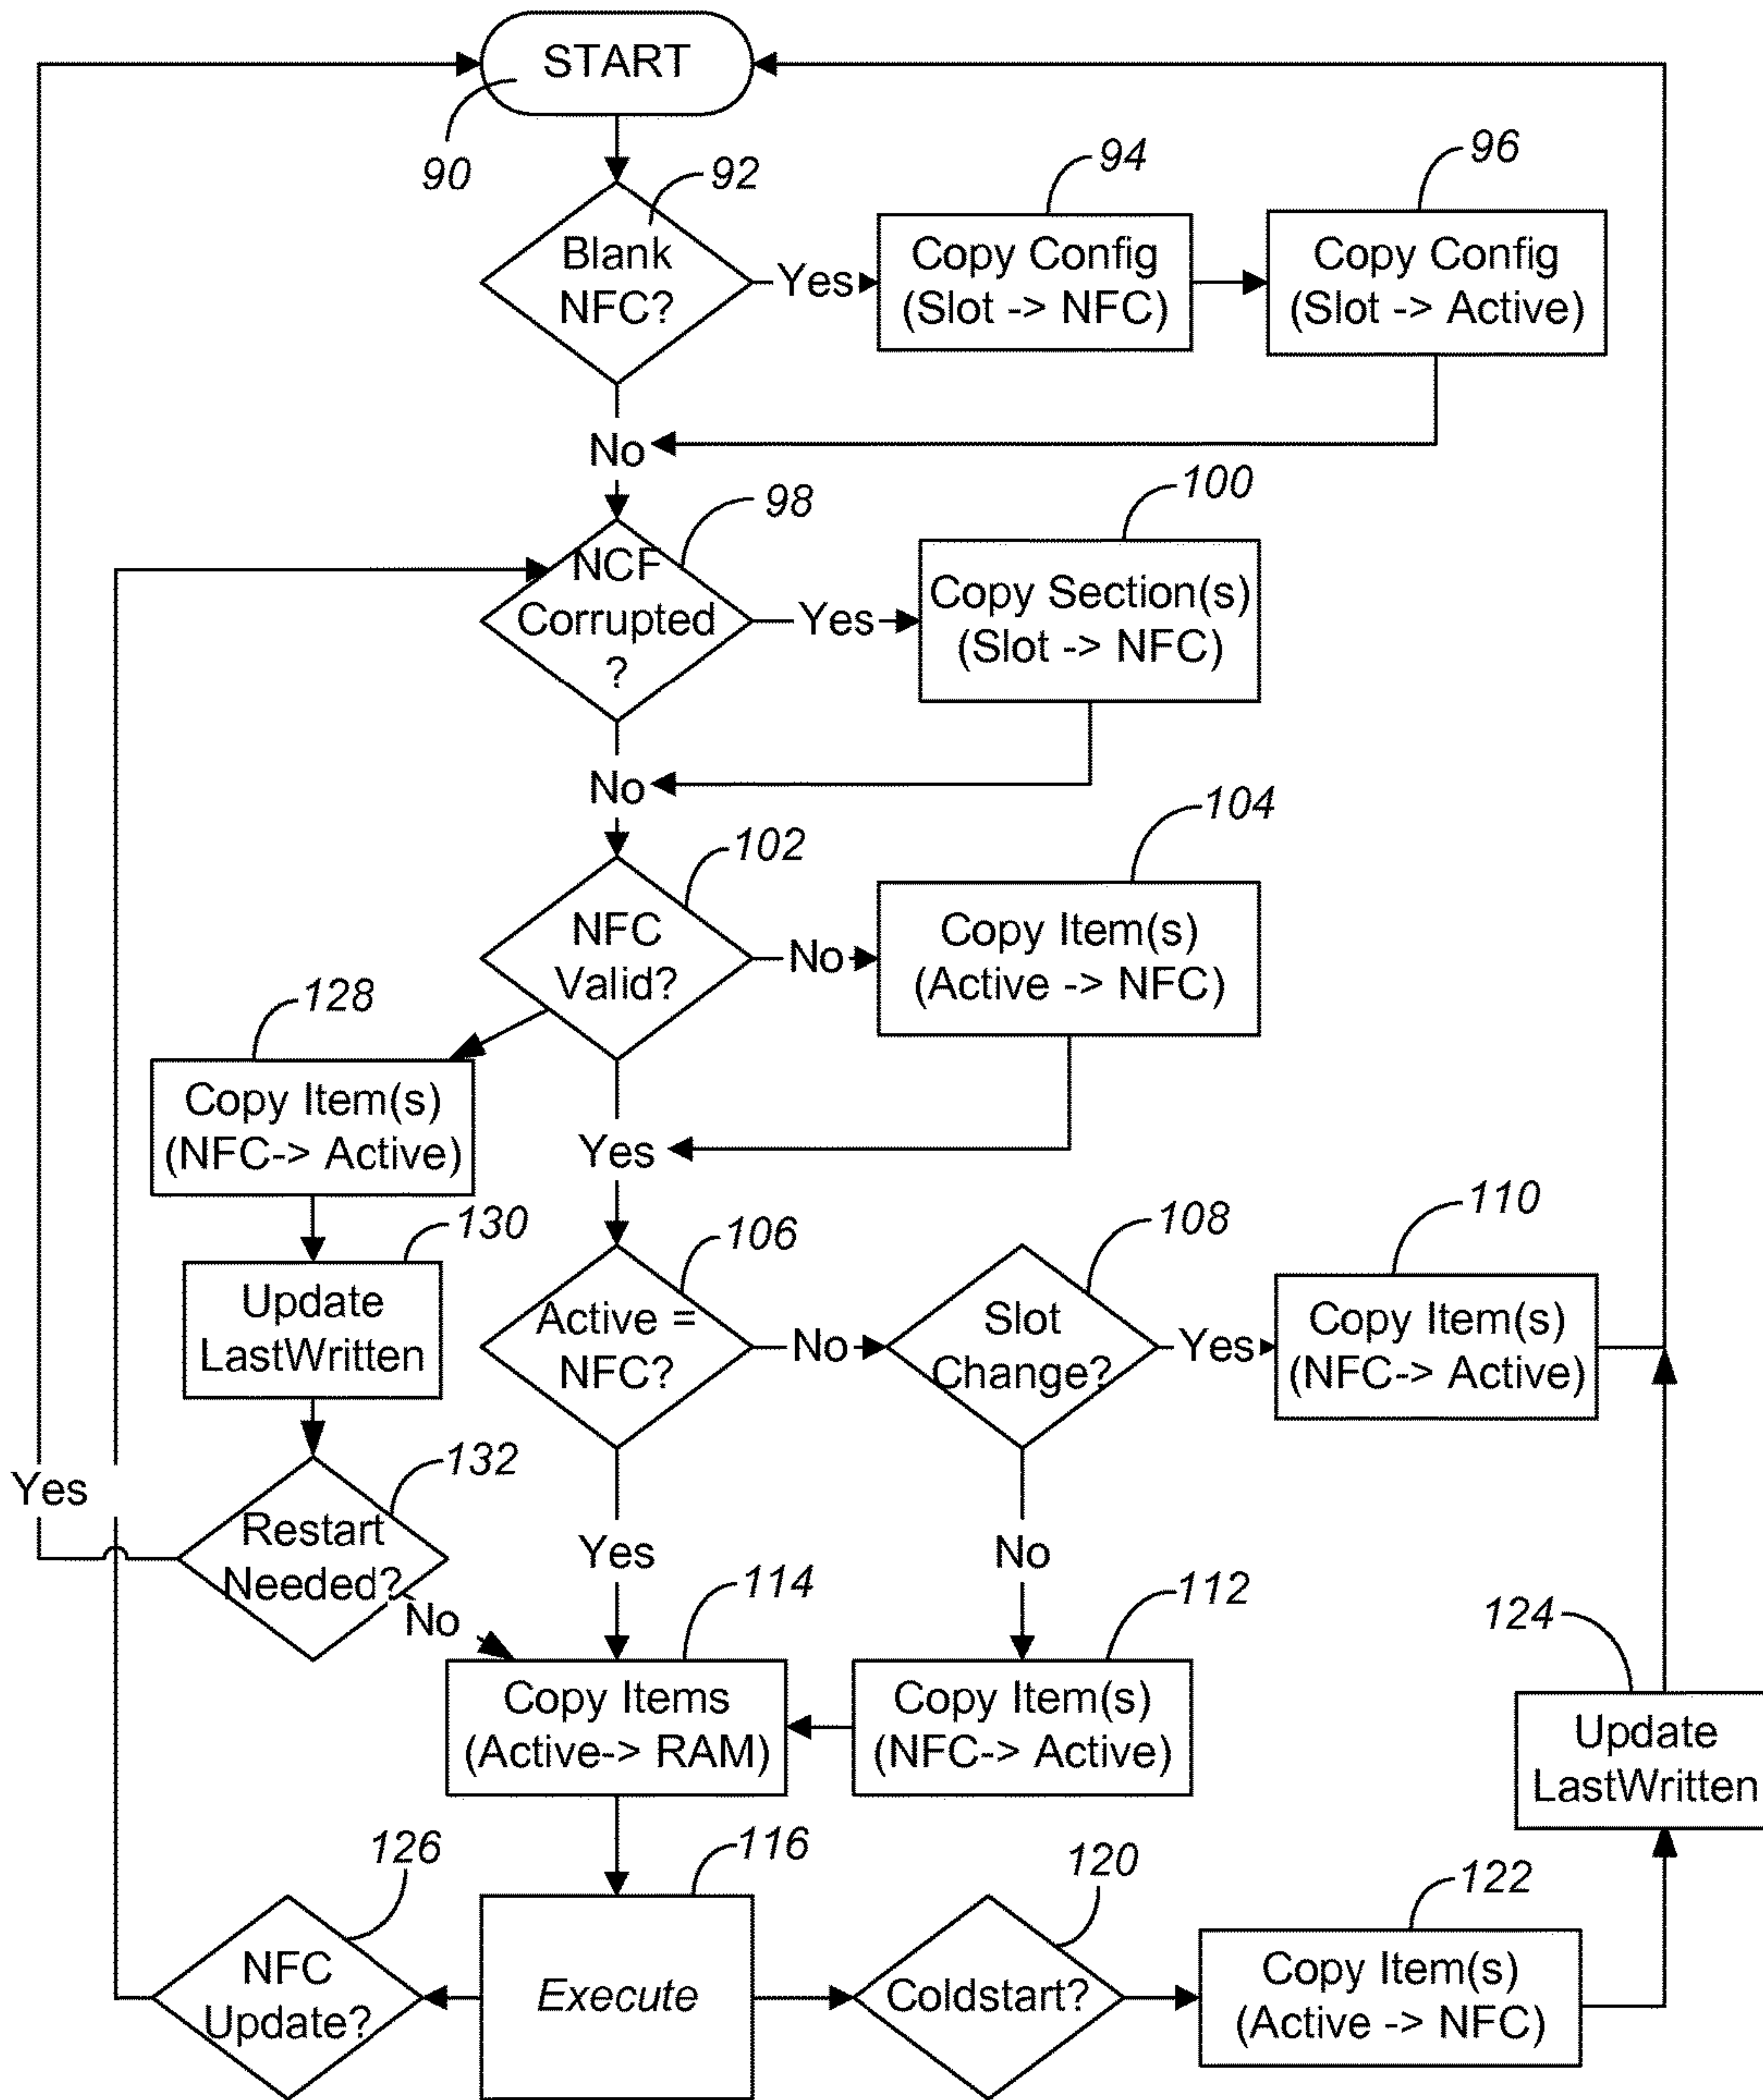 START
90
92
94
96
Blank
NFC?
Yes
Copy Config
(Slot -> NFC)
Copy Config
(Slot -> Active)
No
98
100
NCF
Corrupted
?
Yes
Copy Section(s)
(Slot -> NFC)
No
102
104
NFC
Valid?
No
Copy Item(s)
(Active -> NFC)
128
Copy Item(s)
(NFC-> Active)
Yes
130
106
108
110
Update
LastWritten
Active =
NFC?
No
Slot
Change?
Yes
Copy Item(s)
(NFC-> Active)
Yes
132
Restart
Needed?
No
Yes
No
114
112
124
Copy Items
(Active-> RAM)
Copy Item(s)
(NFC-> Active)
Update
LastWritten
126
116
120
122
NFC
Update?
Execute
Coldstart?
Copy Item(s)
(Active -> NFC)